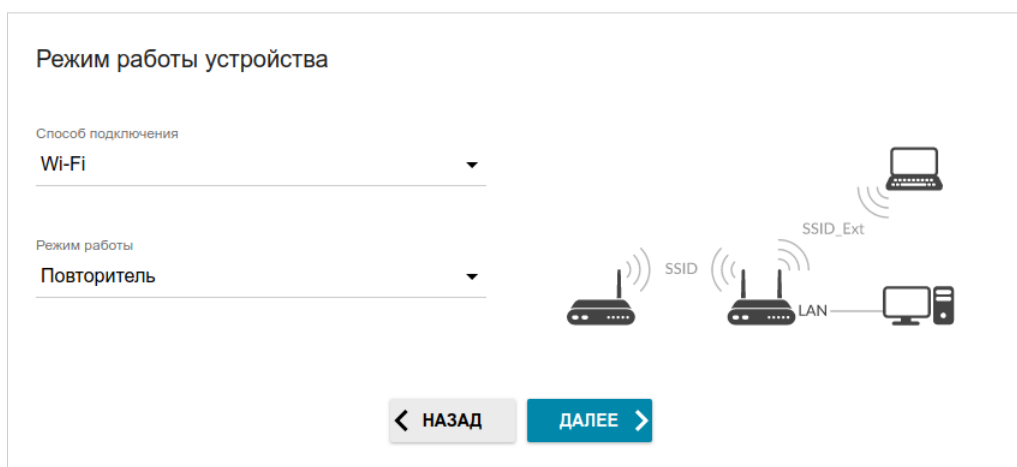 Режим работы устройства
Способ подключения
Wi-Fi
Режим работы
Повторитель
SSID
SSID_Ext
LAN
НАЗАД
ДАЛЕЕ